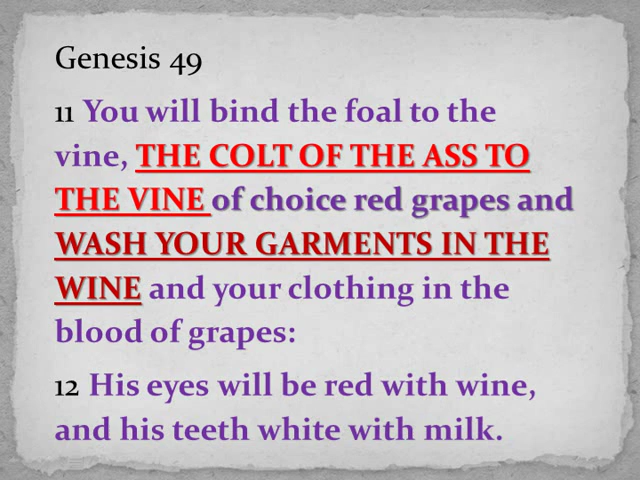 Genesis 49
11 You will bind the foal to the
vine, THE COLT OF THE ASS TO
THE VINE of choice red grapes and
WASH YOUR GARMENTS IN THE
WINE and your clothing in the
blood of grapes:
12 His eyes will be red with wine,
and his teeth white with milk.